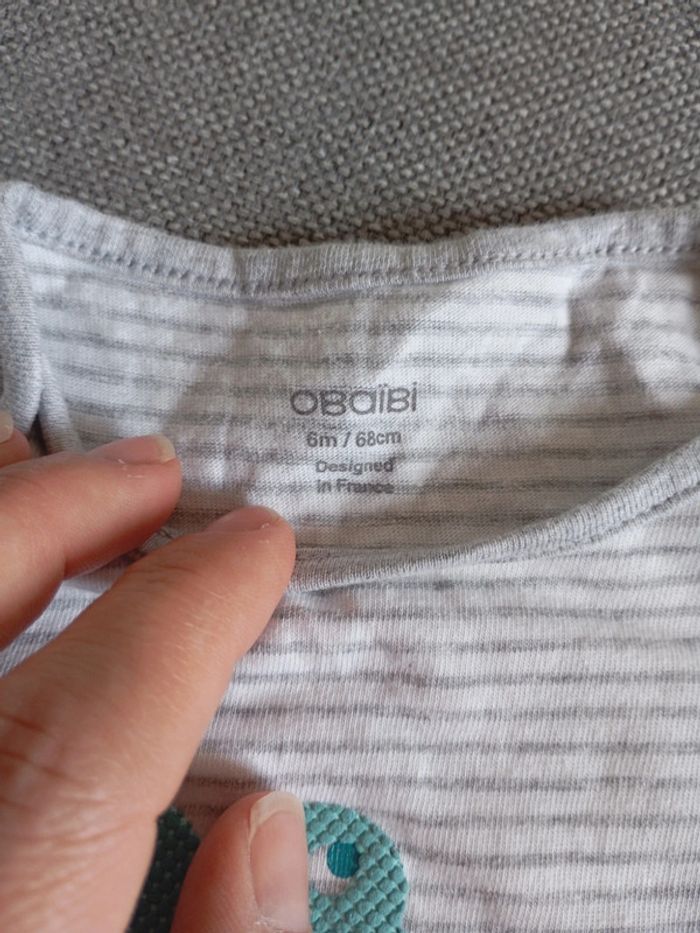 OBaïBi
6m / 68cm
Designed
in France